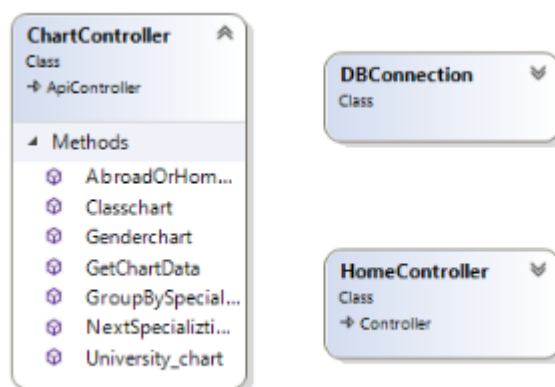 ChartController
Class
ApiController
Methods
AbroadOrHom...
Classchart
Genderchart
GetChartData
GroupBySpecial...
NextSpecializti...
University_chart
DBConnection
Class
HomeController
Class
Controller